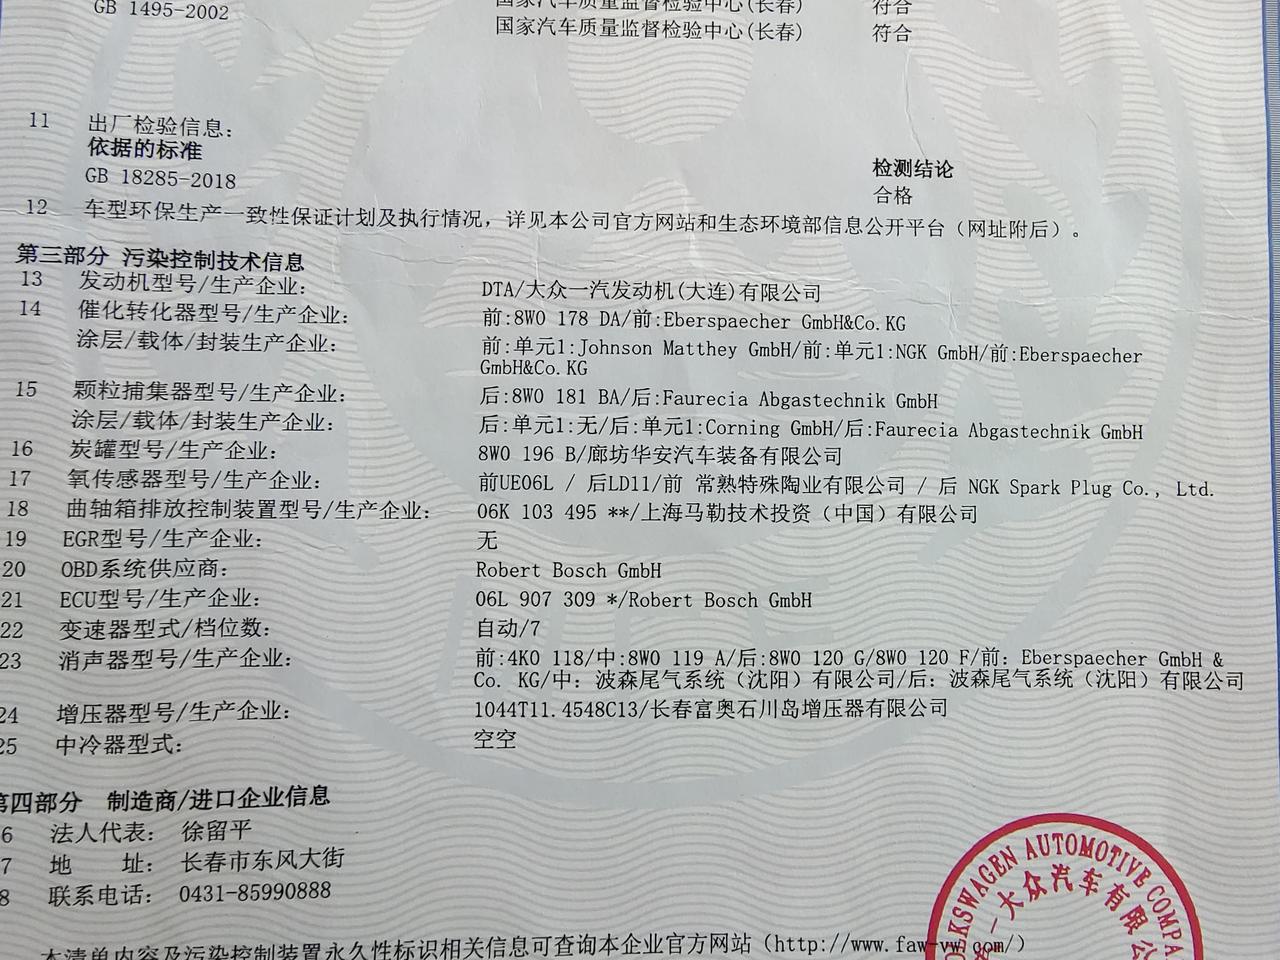 GB 1495-2002
国家汽车质量监督检验中心(长春) 符合
国家汽车质量监督检验中心(长春) 符合
11 出厂检验信息:
依据的标准 检测结论
GB 18285-2018 合格
12 车型环保生产一致性保证计划及执行情况，详见本公司官方网站和生态环境部信息公开平台（网址附后）。
第三部分 污染控制技术信息
13 发动机型号/生产企业: DTA/大众一汽发动机(大连)有限公司
14 催化转化器型号/生产企业: 前:8W0 178 DA/前:Eberspaecher GmbH&Co.KG
涂层/载体/封装生产企业: 前:单元1:Johnson Matthey GmbH/前:单元1:NGK GmbH/前:Eberspaecher
GmbH&Co.KG
15 颗粒捕集器型号/生产企业: 后:8W0 181 BA/后:Faurecia Abgastechnik GmbH
涂层/载体/封装生产企业: 后:单元1:无/后:单元1:Corning GmbH/后:Faurecia Abgastechnik GmbH
16 炭罐型号/生产企业: 8W0 196 B/廊坊华安汽车装备有限公司
17 氧传感器型号/生产企业: 前UE06L / 后LD11/前 常熟特殊陶业有限公司 / 后 NGK Spark Plug Co., Ltd.
18 曲轴箱排放控制装置型号/生产企业: 06K 103 495 **/上海马勒技术投资（中国）有限公司
19 EGR型号/生产企业: 无
20 OBD系统供应商: Robert Bosch GmbH
21 ECU型号/生产企业: 06L 907 309 */Robert Bosch GmbH
22 变速器型式/档位数: 自动/7
23 消声器型号/生产企业: 前:4K0 118/中:8W0 119 A/后:8W0 120 G/8W0 120 F/前: Eberspaecher GmbH &
Co. KG/中: 波森尾气系统（沈阳）有限公司/后: 波森尾气系统（沈阳）有限公司
24 增压器型号/生产企业: 1044T11.4548C13/长春富奥石川岛增压器有限公司
25 中冷器型式: 空空
第四部分 制造商/进口企业信息
6 法人代表: 徐留平
7 地 址: 长春市东风大街
8 联系电话: 0431-85990888
本清单内容及污染控制装置永久性标识相关信息可查询本企业官方网站（http://www.faw-vw.com/）
OLKSWAGEN AUTOMOTIVE COMPA
一大众汽车有限公